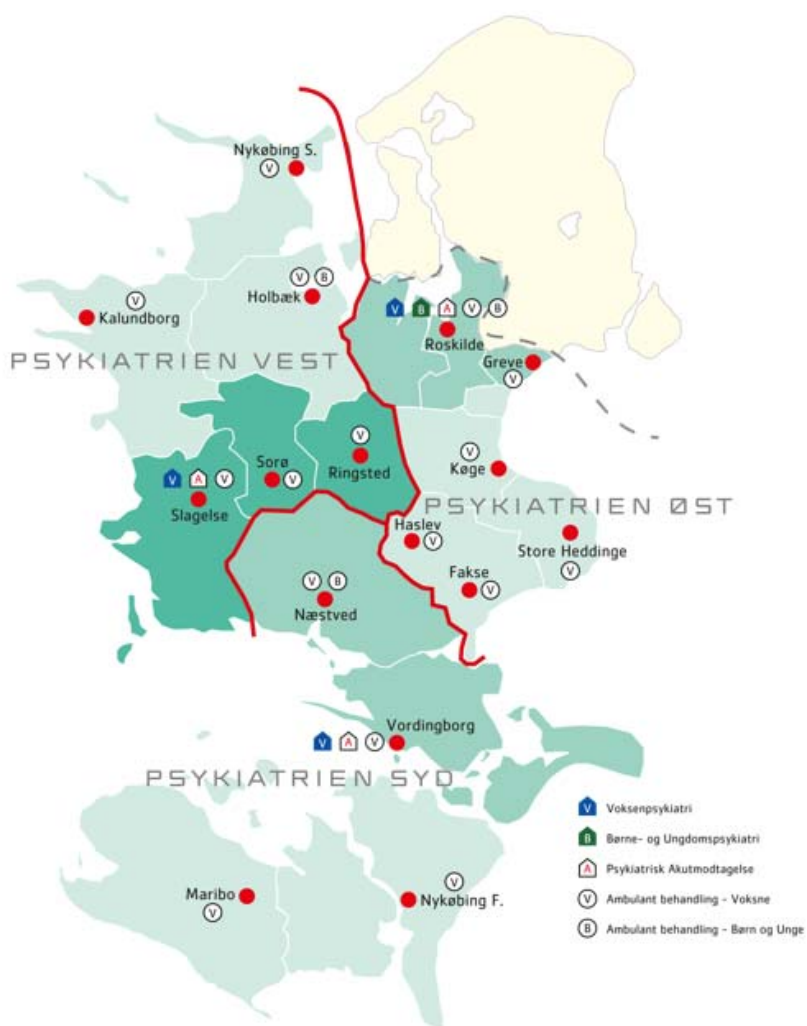 Nykøbing S.
V
V B
Holbæk
V
Kalundborg
V B A V B
Roskilde
Greve
V
PSYKIATRIEN VEST
V
Ringsted
Sorø
V
V A V
Slagelse
V
Køge
PSYKIATRIEN ØST
Haslev
V
Store Heddinge
V
Fakse
V
V B
Næstved
Vordingborg
V A V
PSYKIATRIEN SYD
Maribo
V
V
Nykøbing F.
V Voksenpsykiatri
B Børne- og Ungdomspsykiatri
A Psykiatrisk Akutmodtagelse
V Ambulant behandling - Voksne
B Ambulant behandling - Børn og Unge